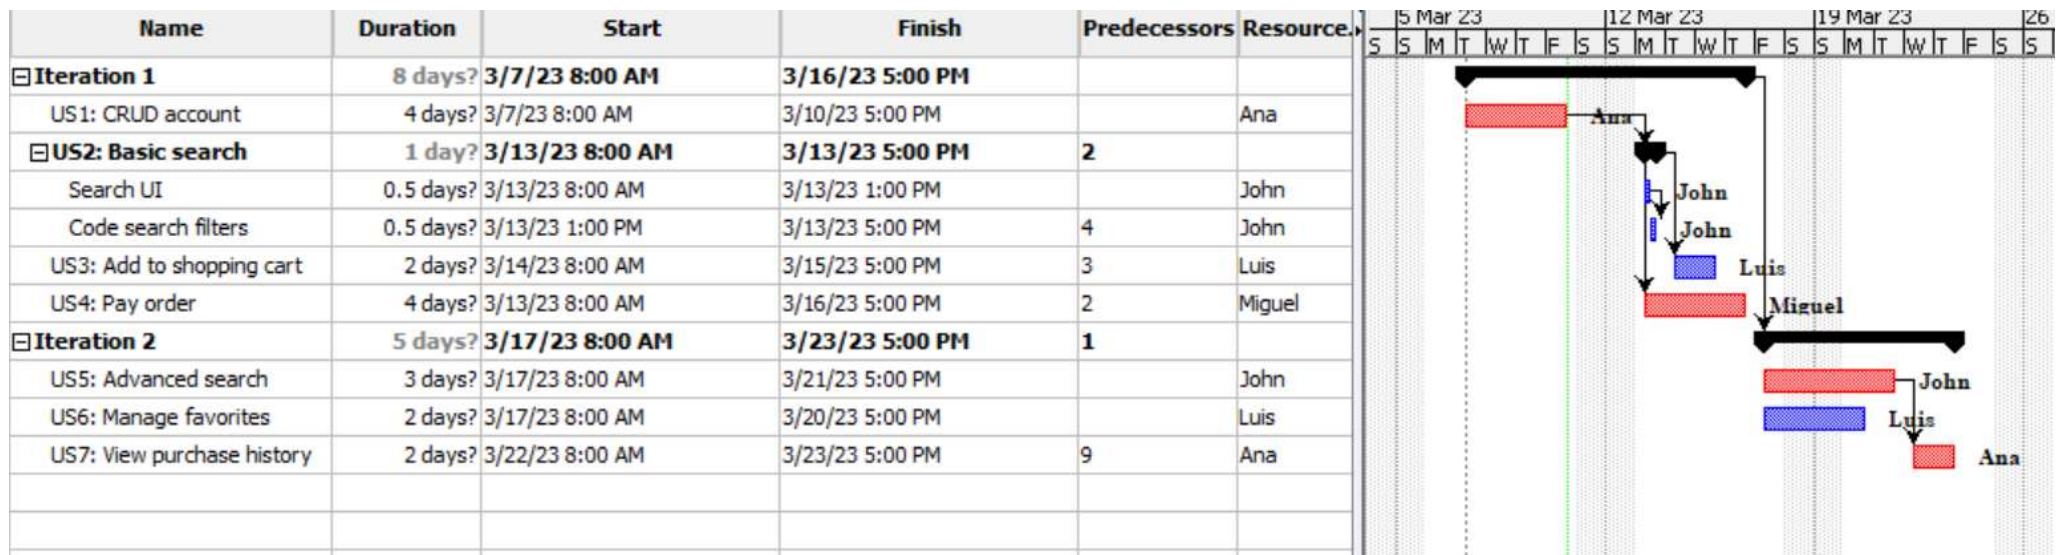 Name Duration Start Finish Predecessors Resource. 5 Mar 23 12 Mar 23 19 Mar 23 26
S S M T W T F S S M T W T F S S M T W T F S S
Iteration 1 8 days? 3/7/23 8:00 AM 3/16/23 5:00 PM
US1: CRUD account 4 days? 3/7/23 8:00 AM 3/10/23 5:00 PM Ana Ana
US2: Basic search 1 day? 3/13/23 8:00 AM 3/13/23 5:00 PM 2
Search UI 0.5 days? 3/13/23 8:00 AM 3/13/23 1:00 PM John John
Code search filters 0.5 days? 3/13/23 1:00 PM 3/13/23 5:00 PM 4 John John
US3: Add to shopping cart 2 days? 3/14/23 8:00 AM 3/15/23 5:00 PM 3 Luis Luis
US4: Pay order 4 days? 3/13/23 8:00 AM 3/16/23 5:00 PM 2 Miguel Miguel
Iteration 2 5 days? 3/17/23 8:00 AM 3/23/23 5:00 PM 1
US5: Advanced search 3 days? 3/17/23 8:00 AM 3/21/23 5:00 PM John John
US6: Manage favorites 2 days? 3/17/23 8:00 AM 3/20/23 5:00 PM Luis Luis
US7: View purchase history 2 days? 3/22/23 8:00 AM 3/23/23 5:00 PM 9 Ana Ana